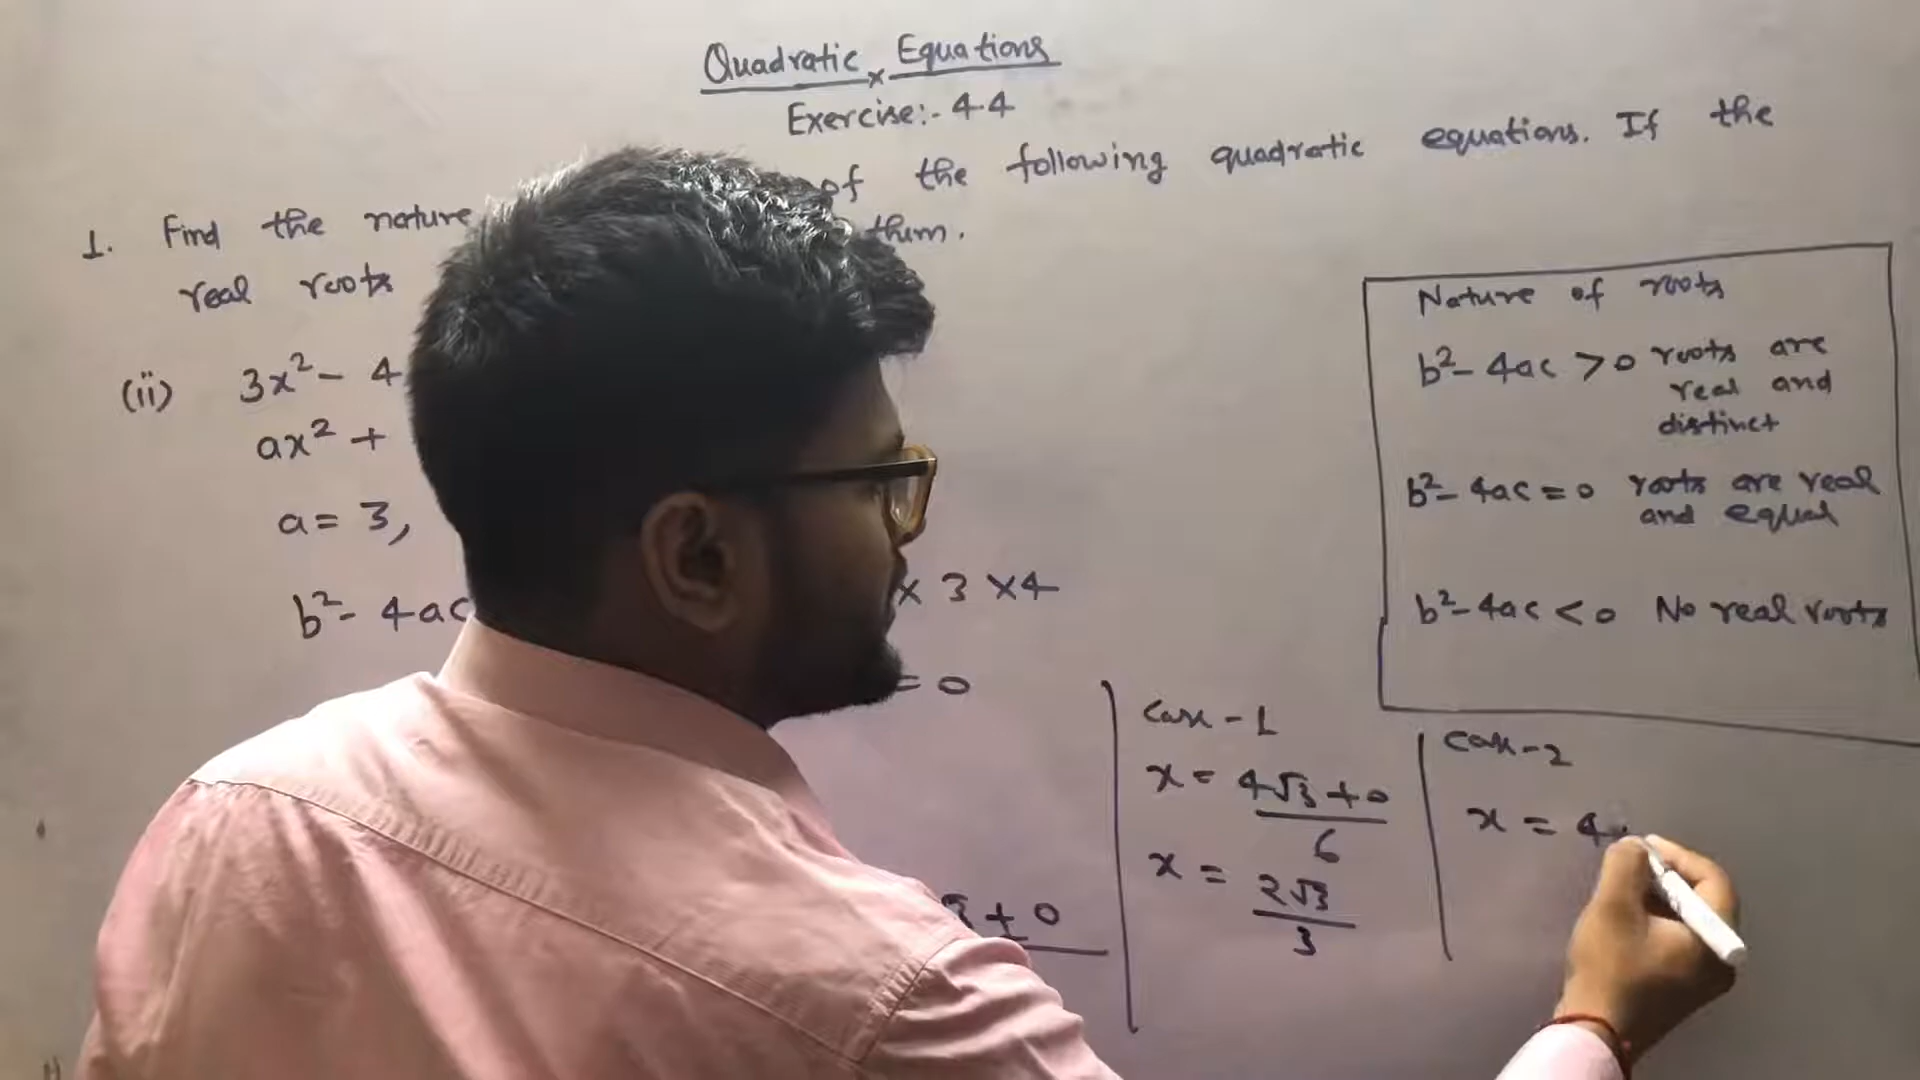 Quadratic Equations
Exercise:- 4.4
1. Find the nature of the following quadratic equations. If the
real roots them.
(ii) 3x² - 4
ax² +
a = 3,
b² - 4ac x 3 x 4
= 0
± 0
Case - 1
x = 4√3 + 0 / 6
x = 2√3 / 3
Case - 2
x = 4
Nature of roots
b² - 4ac > 0 roots are
real and
distinct
b² - 4ac = 0 roots are real
and equal
b² - 4ac < 0 No real roots